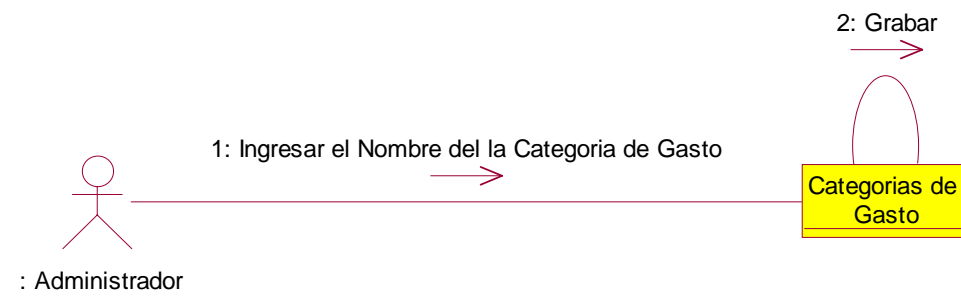 2: Grabar
1: Ingresar el Nombre del la Categoria de Gasto
Categorias de
Gasto
: Administrador